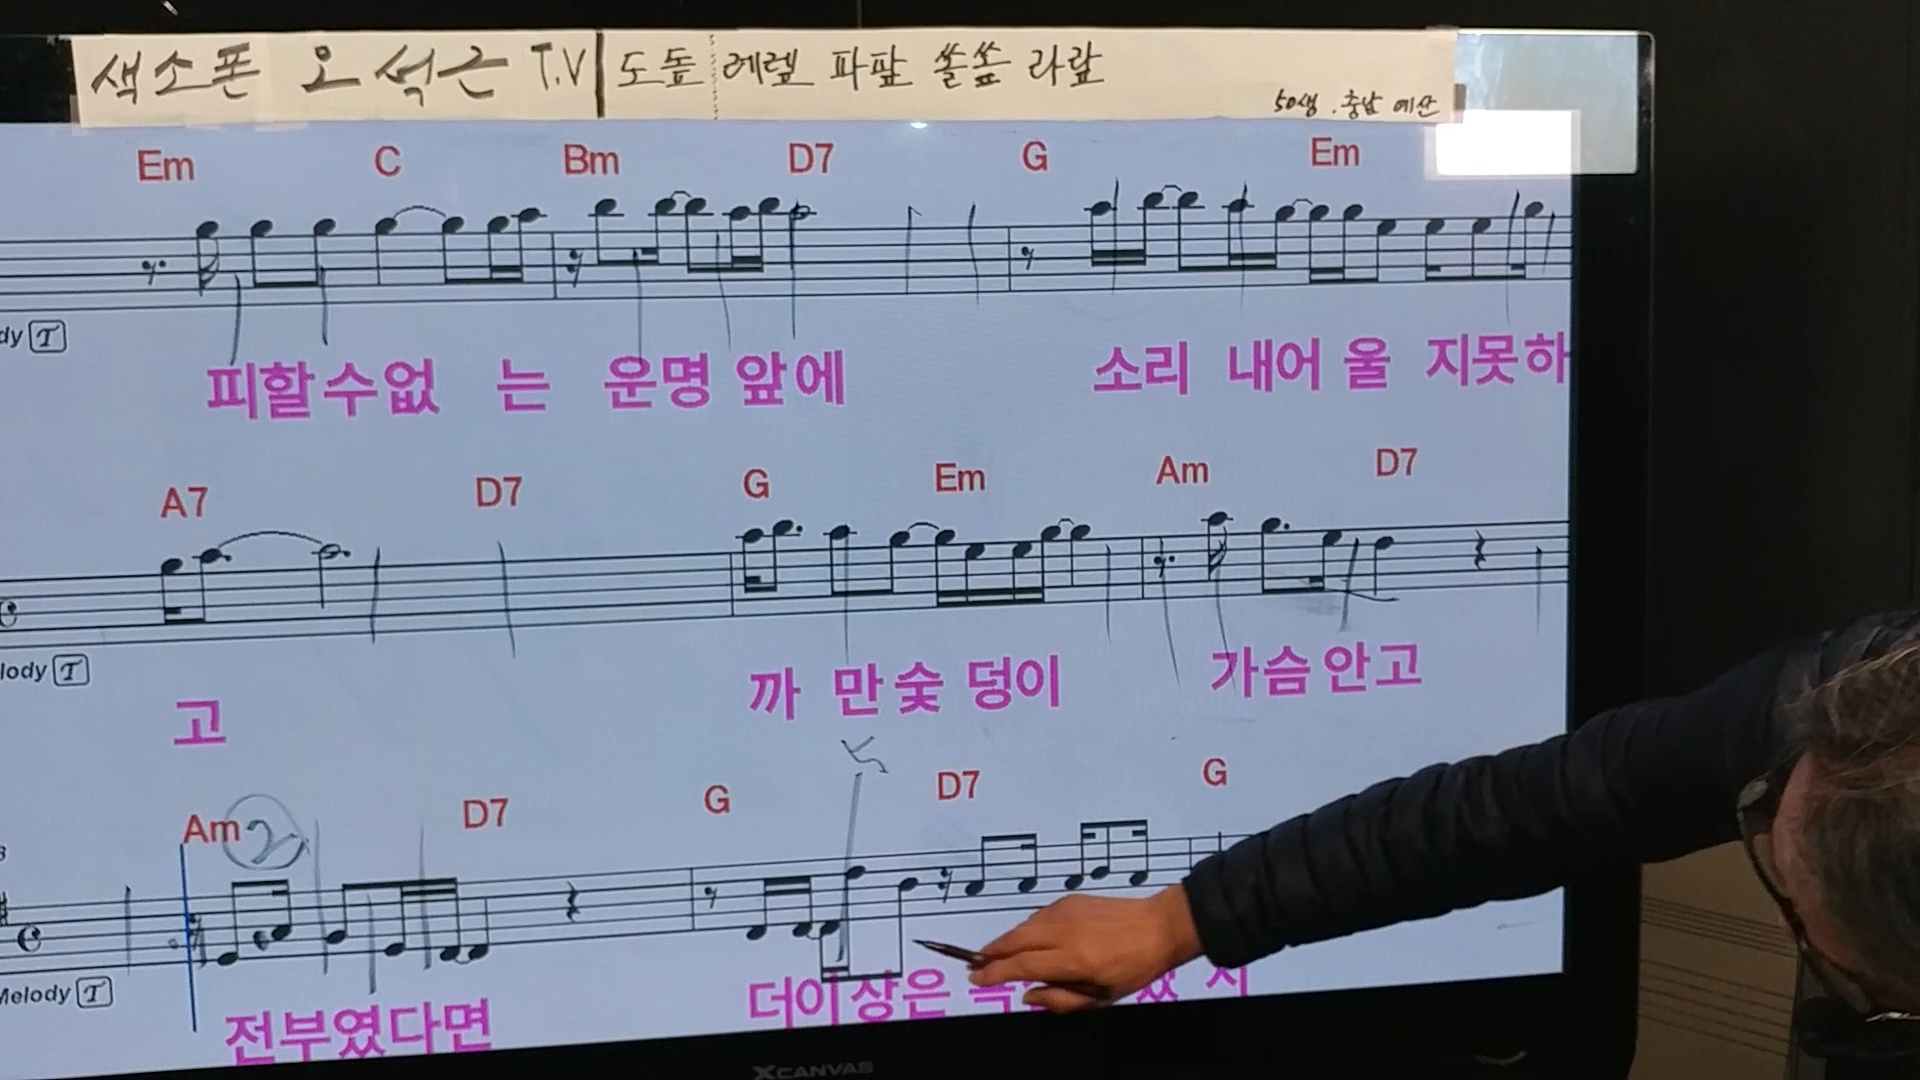 색소폰 오석근 T.V 도돞 레렢 파팦 쏠쏲 라랖
50생 . 충남 예산
Em C Bm D7 G Em
dy T
피할수없 는 운명 앞에 소리 내어 울 지못하
A7 D7 G Em Am D7
lody T
고 까 만숯 덩이 가슴안고
Am 2 D7 G D7 G
Melody T
전부였다면 더이상은
XCANVAS